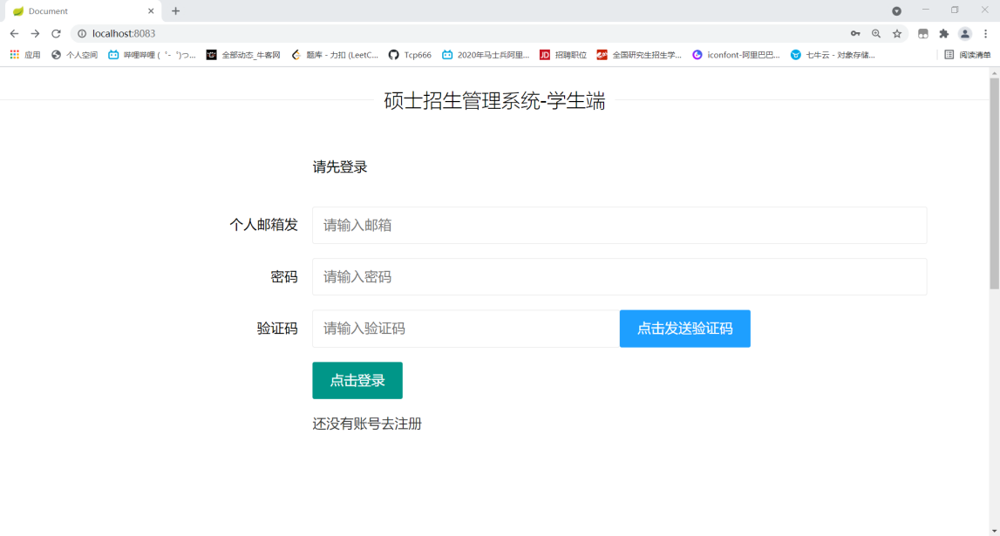 Document
localhost:8083
应用 个人空间 哔哩哔哩 (゜-゜)つ... 全部动态_牛客网 题库 - 力扣 (LeetC... Tcp666 2020年马士兵阿里... JD 招聘职位 全国研究生招生学... iconfont-阿里巴巴... 七牛云 - 对象存储... 阅读清单
硕士招生管理系统-学生端
请先登录
个人邮箱发 请输入邮箱
密码 请输入密码
验证码 请输入验证码 点击发送验证码
点击登录
还没有账号去注册